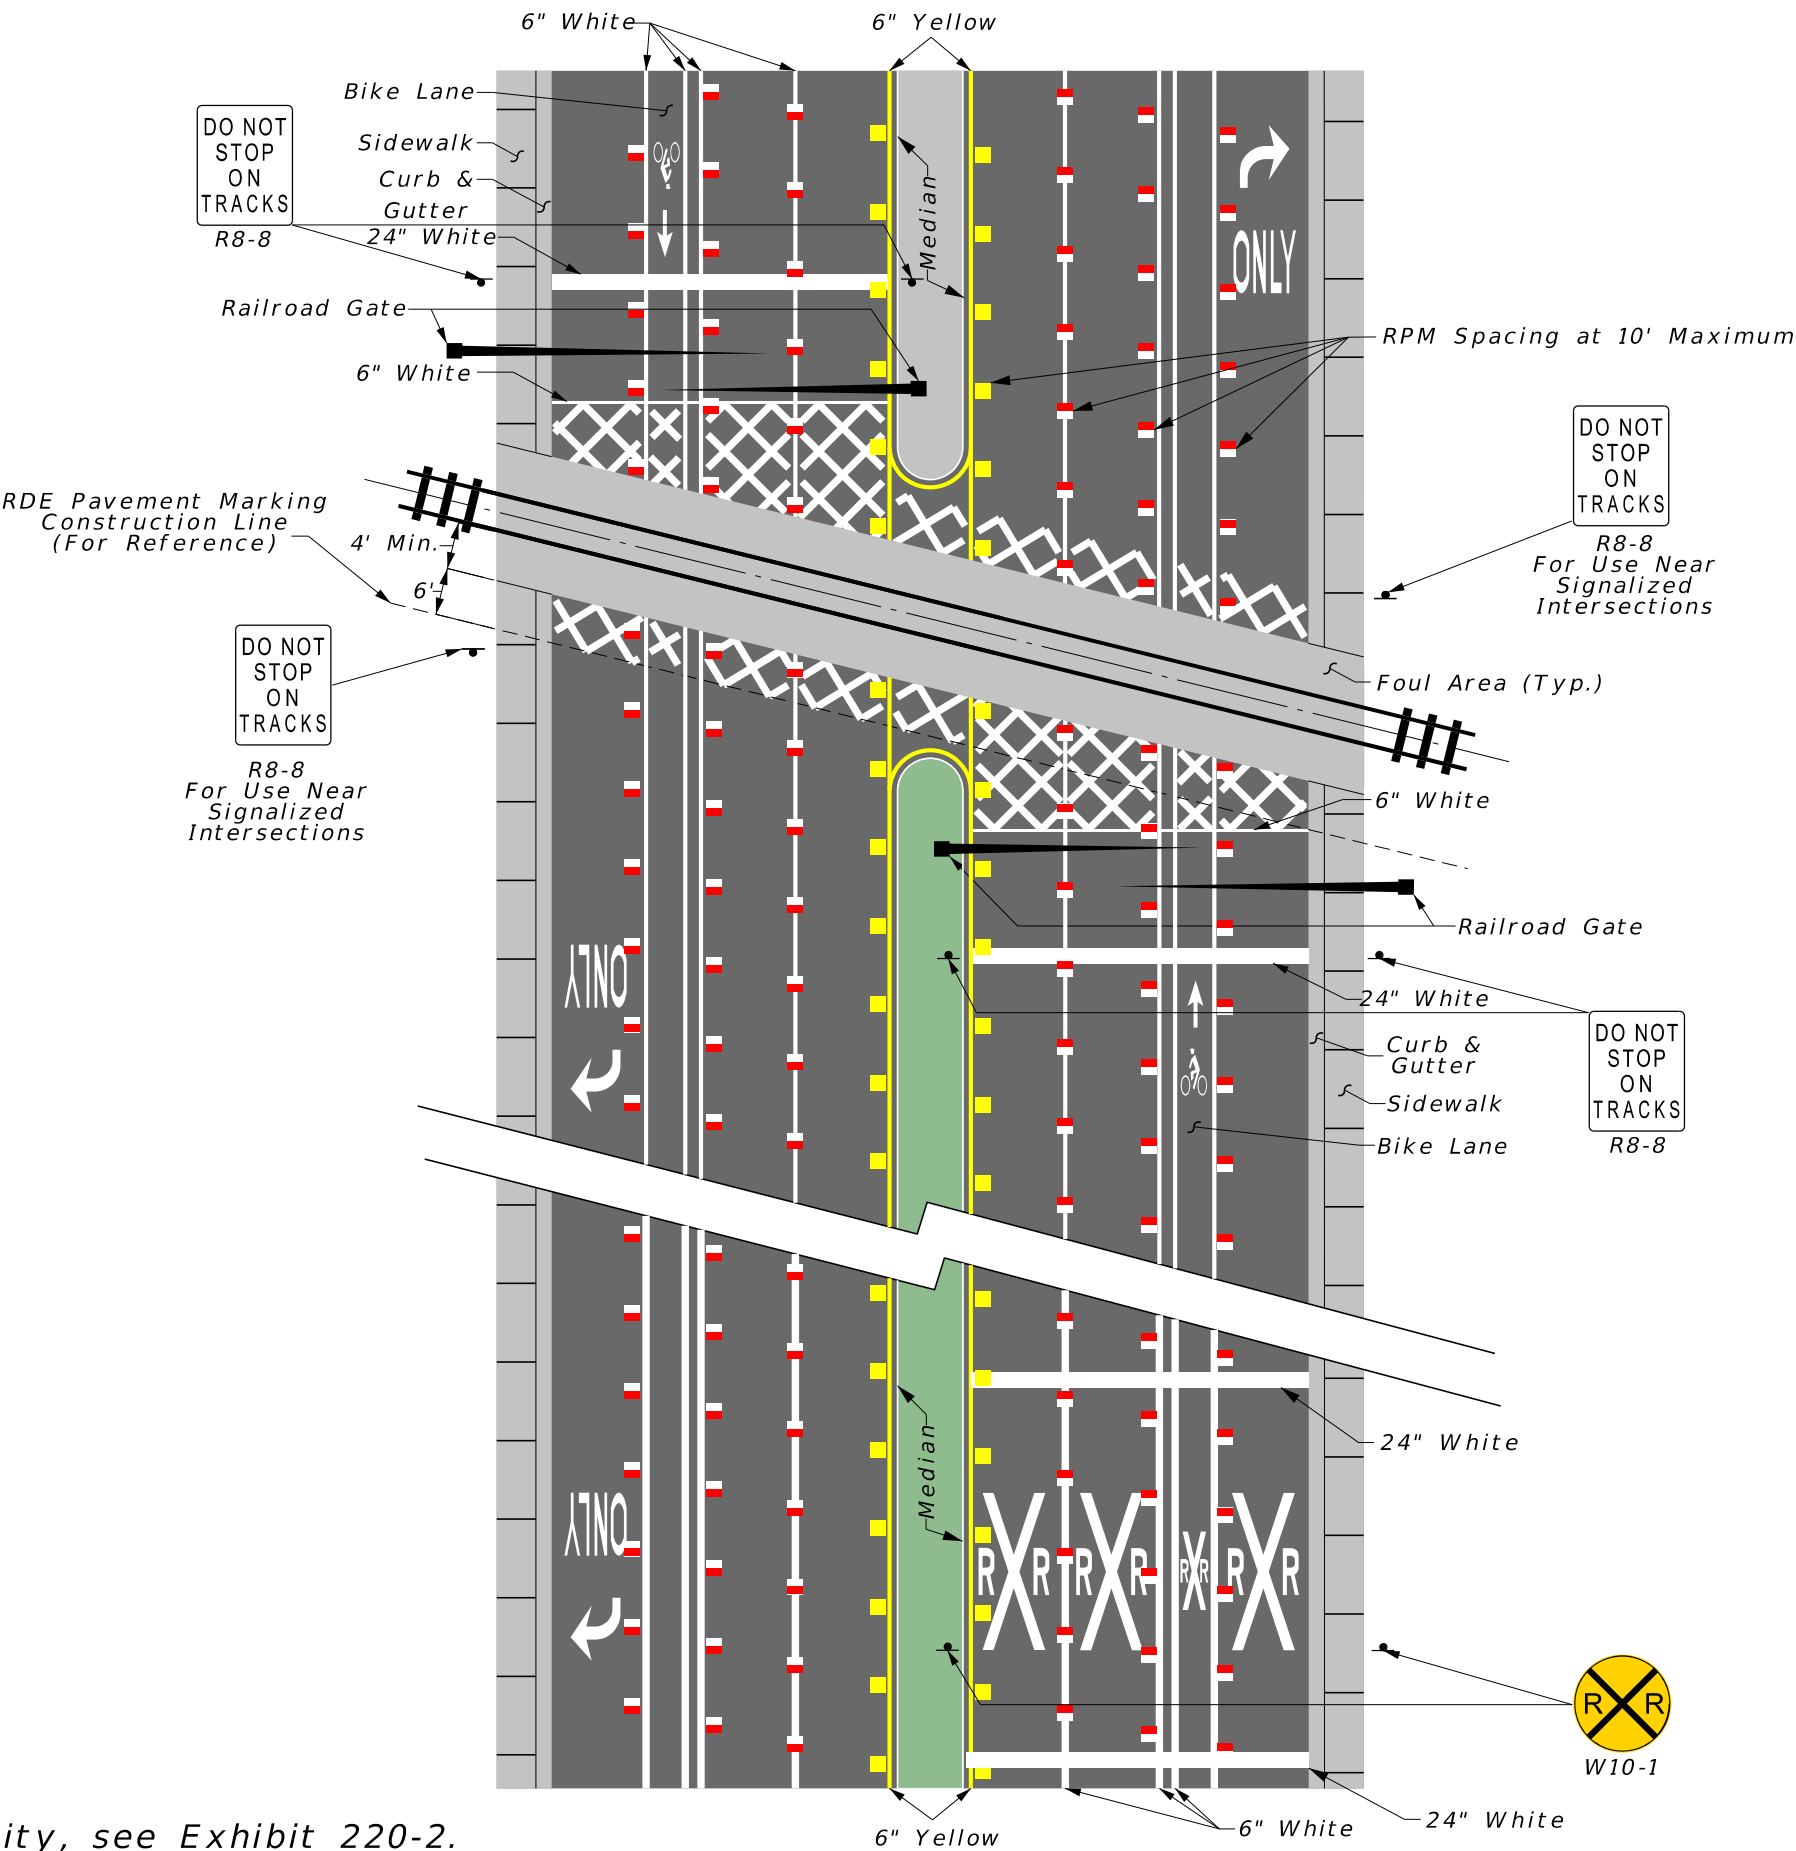 6" White
6" Yellow
Bike Lane
DO NOT
STOP
ON
TRACKS
R8-8
Sidewalk
Curb &
Gutter
24" White
Median
ONLY
Railroad Gate
6" White
RPM Spacing at 10' Maximum
DO NOT
STOP
ON
TRACKS
R8-8
For Use Near
Signalized
Intersections
RDE Pavement Marking
Construction Line
(For Reference)
4' Min.
6'
DO NOT
STOP
ON
TRACKS
R8-8
For Use Near
Signalized
Intersections
Foul Area (Typ.)
6" White
Railroad Gate
ONLY
24" White
DO NOT
STOP
ON
TRACKS
R8-8
Curb &
Gutter
Sidewalk
Bike Lane
24" White
Median
ONLY
R R
R R
R R
R R
R R
W10-1
6" Yellow
6" White
24" White
ity, see Exhibit 220-2.